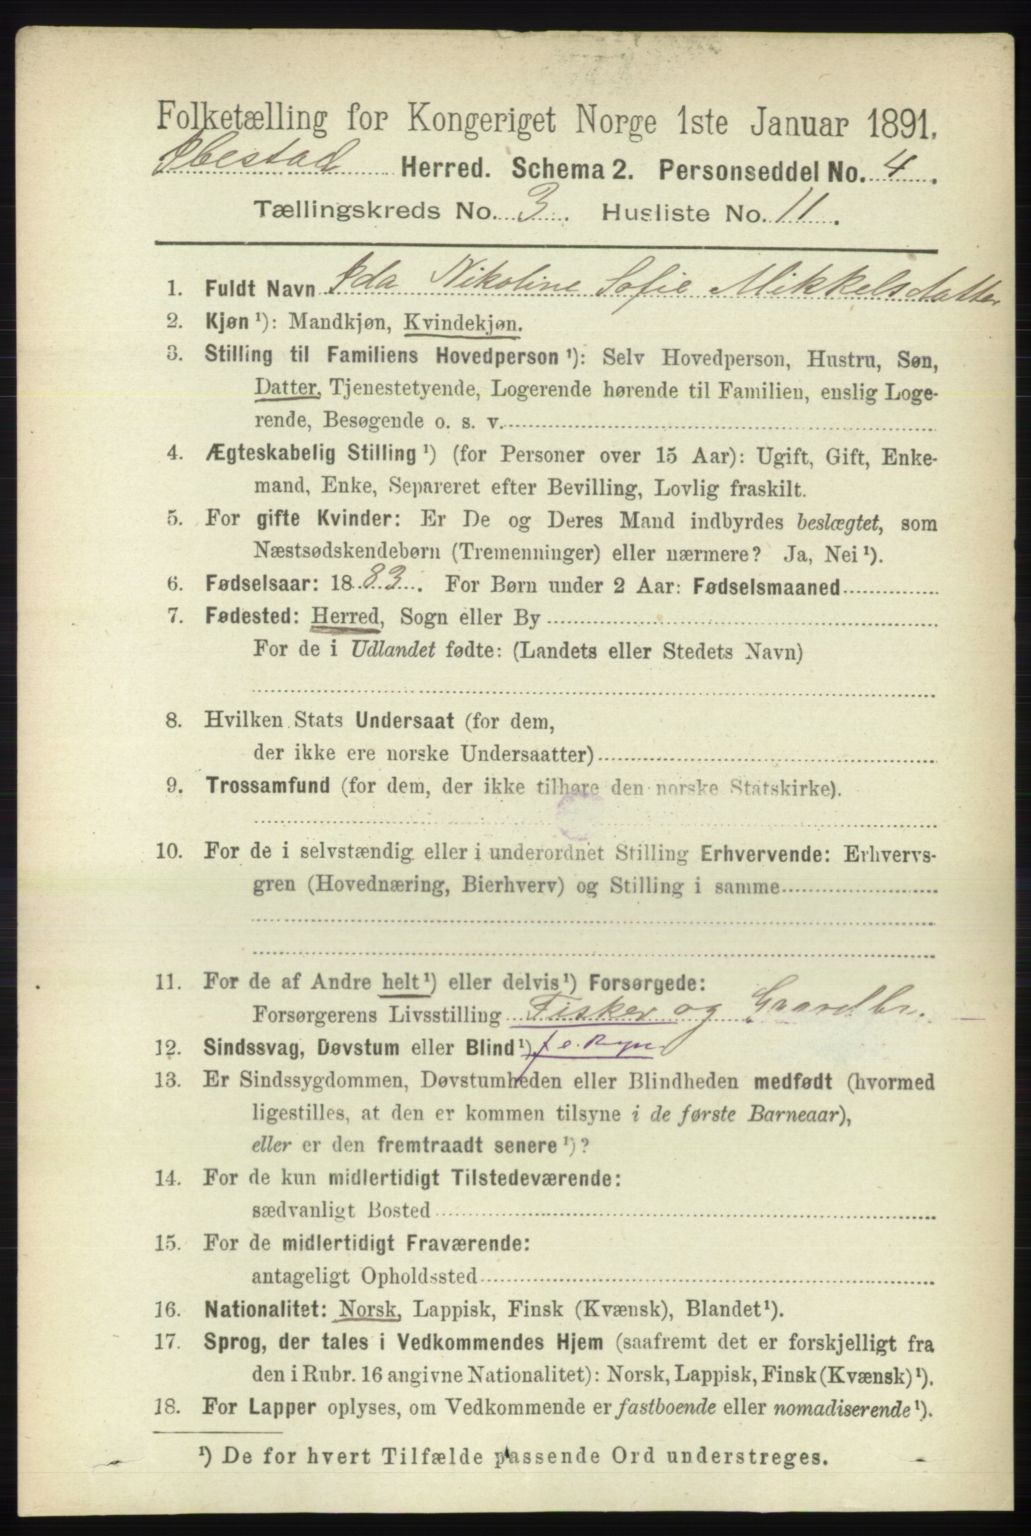 Folketælling for Kongeriget Norge 1ste Januar 1891.
Ibestad Herred. Schema 2. Personseddel No. 4.
Tællingskreds No. 3. Husliste No. 11.
1. Fuldt Navn Ida Nikoline Sofie Mikkelsdatter
2. Kjøn ¹): Mandkjøn, Kvindekjøn.
3. Stilling til Familiens Hovedperson ¹): Selv Hovedperson, Hustru, Søn,
Datter, Tjenestetyende, Logerende hørende til Familien, enslig Loge-
rende, Besøgende o. s. v.
4. Ægteskabelig Stilling ¹) (for Personer over 15 Aar): Ugift, Gift, Enke-
mand, Enke, Separeret efter Bevilling, Lovlig fraskilt.
5. For gifte Kvinder: Er De og Deres Mand indbyrdes beslægtet, som
Næstsødskendebørn (Tremenninger) eller nærmere? Ja, Nei ¹).
6. Fødselsaar: 1883. For Børn under 2 Aar: Fødselsmaaned
7. Fødested: Herred, Sogn eller By
For de i Udlandet fødte: (Landets eller Stedets Navn)
8. Hvilken Stats Undersaat (for dem,
der ikke ere norske Undersaatter)
9. Trossamfund (for dem, der ikke tilhøre den norske Statskirke).
10. For de i selvstændig eller i underordnet Stilling Erhvervende: Erhvervs-
gren (Hovednæring, Bierhverv) og Stilling i samme
11. For de af Andre helt ¹) eller delvis ¹) Forsørgede:
Forsørgerens Livsstilling Fisker og Gaardbr.
12. Sindssvag, Døvstum eller Blind ¹).
13. Er Sindssygdommen, Døvstumheden eller Blindheden medfødt (hvormed
ligestilles, at den er kommen tilsyne i de første Barneaar),
eller er den fremtraadt senere ¹)?
14. For de kun midlertidigt Tilstedeværende:
sædvanligt Bosted
15. For de midlertidigt Fraværende:
antageligt Opholdssted
16. Nationalitet: Norsk, Lappisk, Finsk (Kvænsk), Blandet ¹).
17. Sprog, der tales i Vedkommendes Hjem (saafremt det er forskjelligt fra
den i Rubr. 16 angivne Nationalitet): Norsk, Lappisk, Finsk (Kvænsk) ¹).
18. For Lapper oplyses, om Vedkommende er fastboende eller nomadiserende ¹).
¹) De for hvert Tilfælde passende Ord understreges.